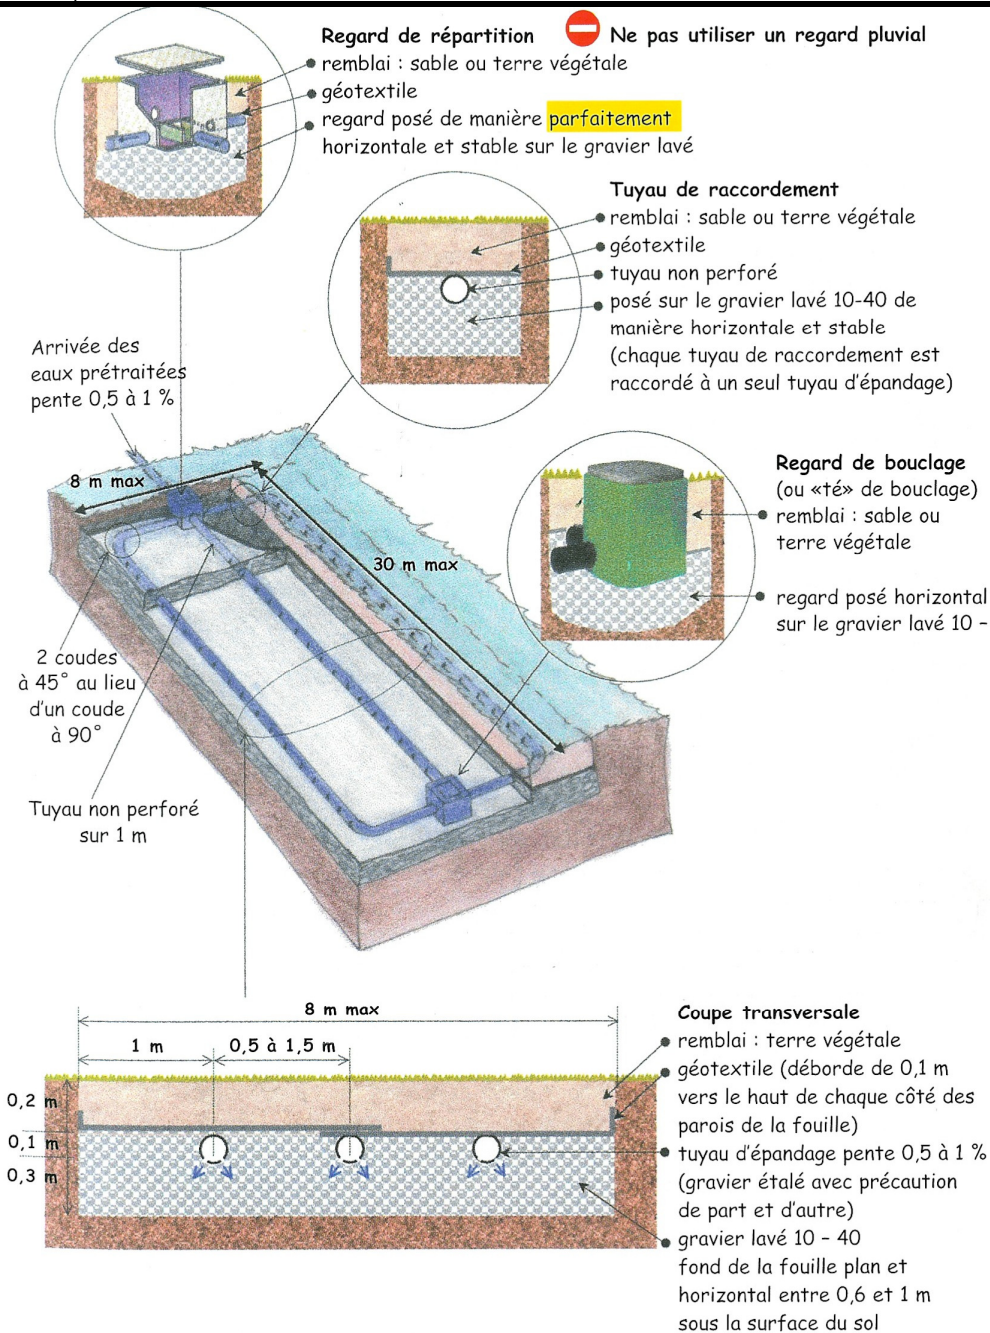 Regard de répartition
Ne pas utiliser un regard pluvial
remblai : sable ou terre végétale
géotextile
regard posé de manière parfaitement
horizontale et stable sur le gravier lavé
Tuyau de raccordement
remblai : sable ou terre végétale
géotextile
tuyau non perforé
posé sur le gravier lavé 10-40 de
manière horizontale et stable
(chaque tuyau de raccordement est
raccordé à un seul tuyau d'épandage)
Arrivée des
eaux prétraitées
pente 0,5 à 1 %
8 m max
30 m max
Regard de bouclage
(ou «té» de bouclage)
remblai : sable ou
terre végétale
regard posé horizontal
sur le gravier lavé 10 –
2 coudes
à 45° au lieu
d'un coude
à 90°
Tuyau non perforé
sur 1 m
8 m max
1 m
0,5 à 1,5 m
0,2 m
0,1 m
0,3 m
Coupe transversale
remblai : terre végétale
géotextile (déborde de 0,1 m
vers le haut de chaque côté des
parois de la fouille)
tuyau d'épandage pente 0,5 à 1 %
(gravier étalé avec précaution
de part et d'autre)
gravier lavé 10 – 40
fond de la fouille plan et
horizontal entre 0,6 et 1 m
sous la surface du sol